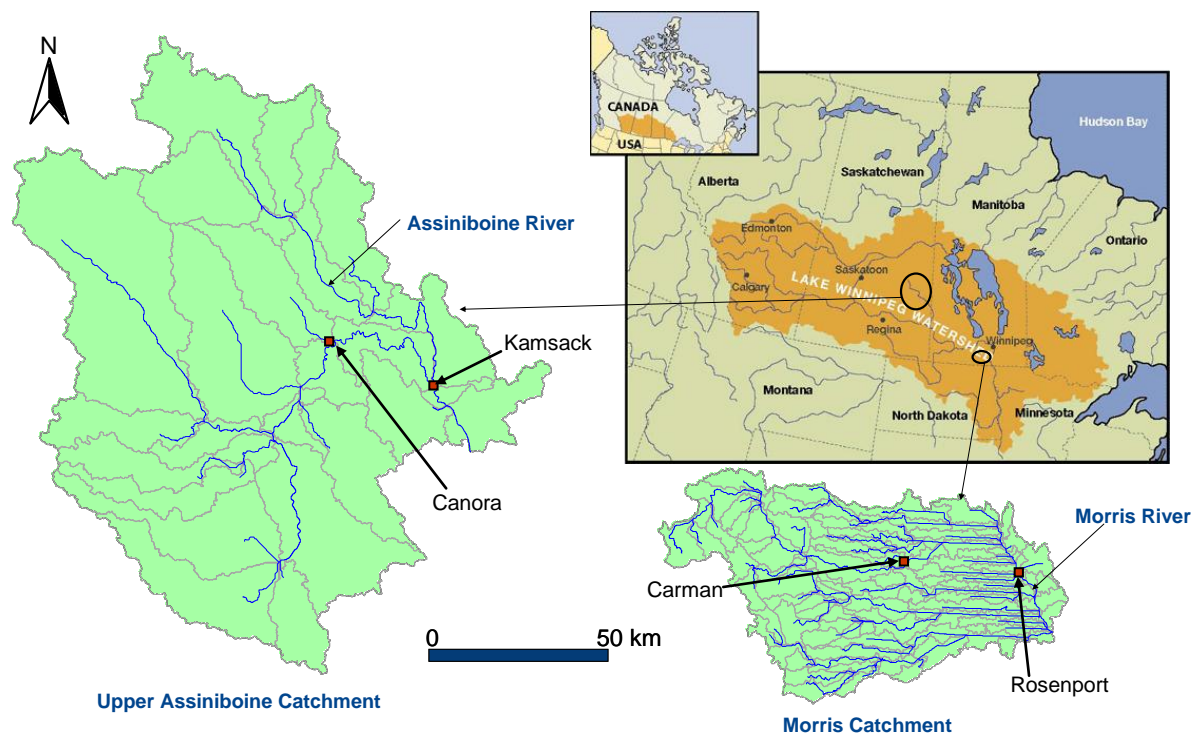 N
Assiniboine River
Kamsack
Canora
Upper Assiniboine Catchment
0 50 km
CANADA
USA
Hudson Bay
Alberta
Saskatchewan
Manitoba
Ontario
Edmonton
Saskatoon
Calgary
LAKE WINNIPEG WATERSHED
Regina
Winnipeg
Montana
North Dakota
Minnesota
Morris River
Carman
Rosenport
Morris Catchment